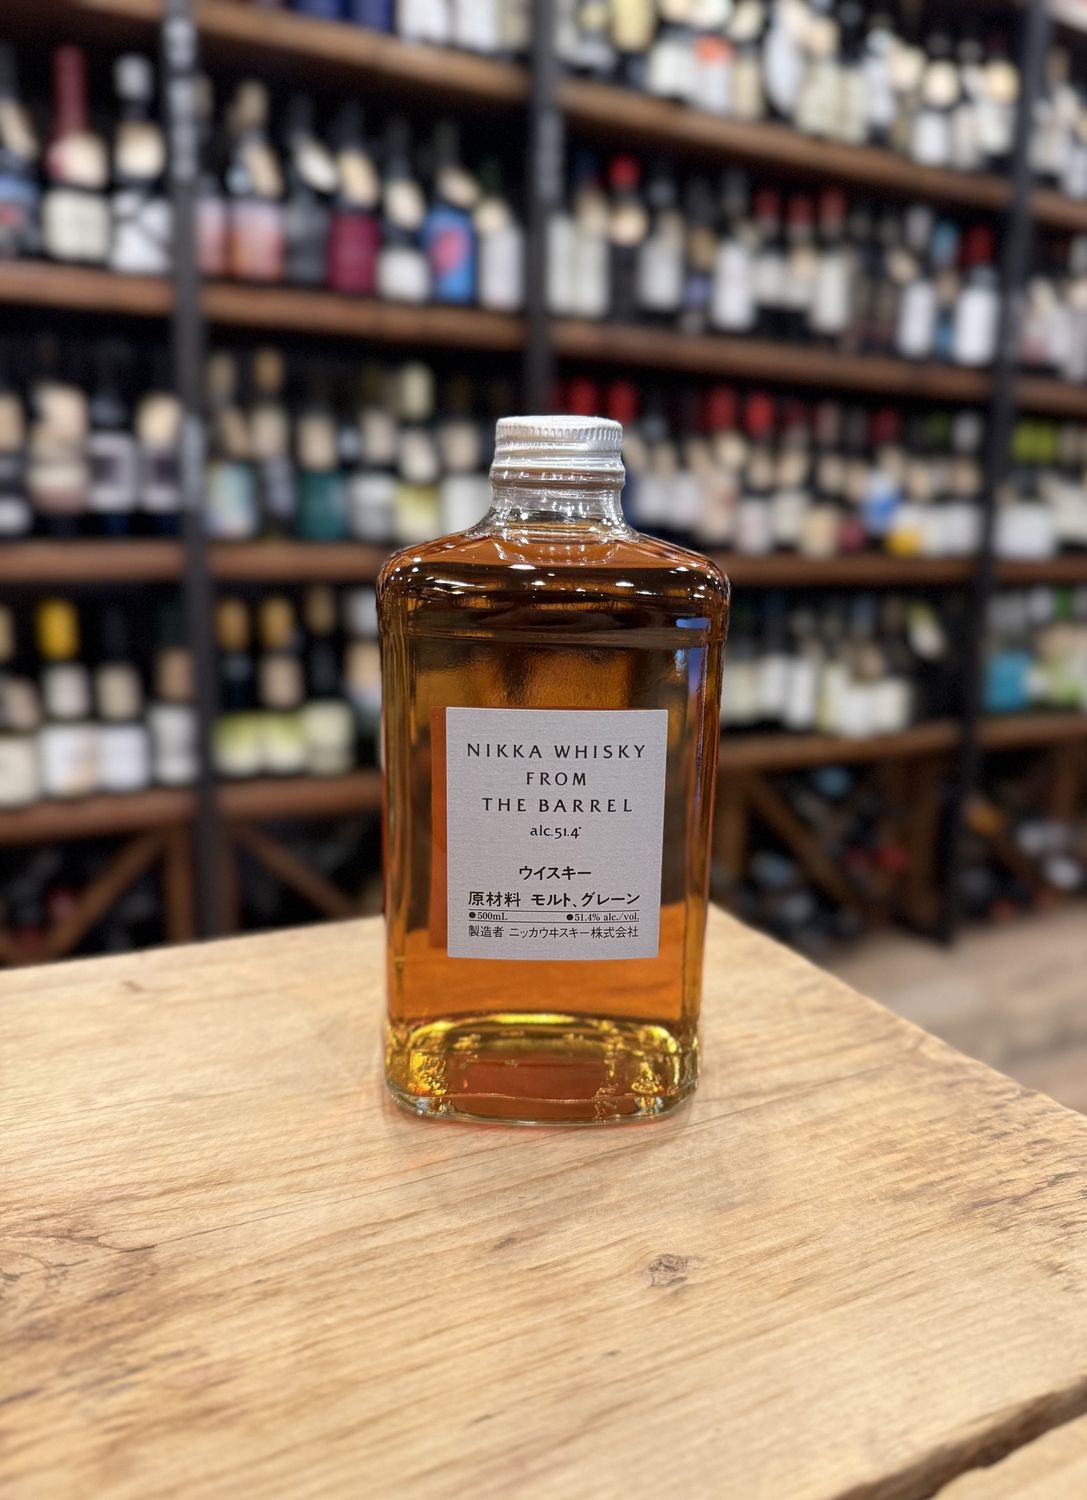 NIKKA WHISKY
FROM
THE BARREL
alc.51.4°
ウイスキー
原材料 モルト、グレーン
●500mL ●51.4% alc./vol.
製造者 ニッカウヰスキー株式会社